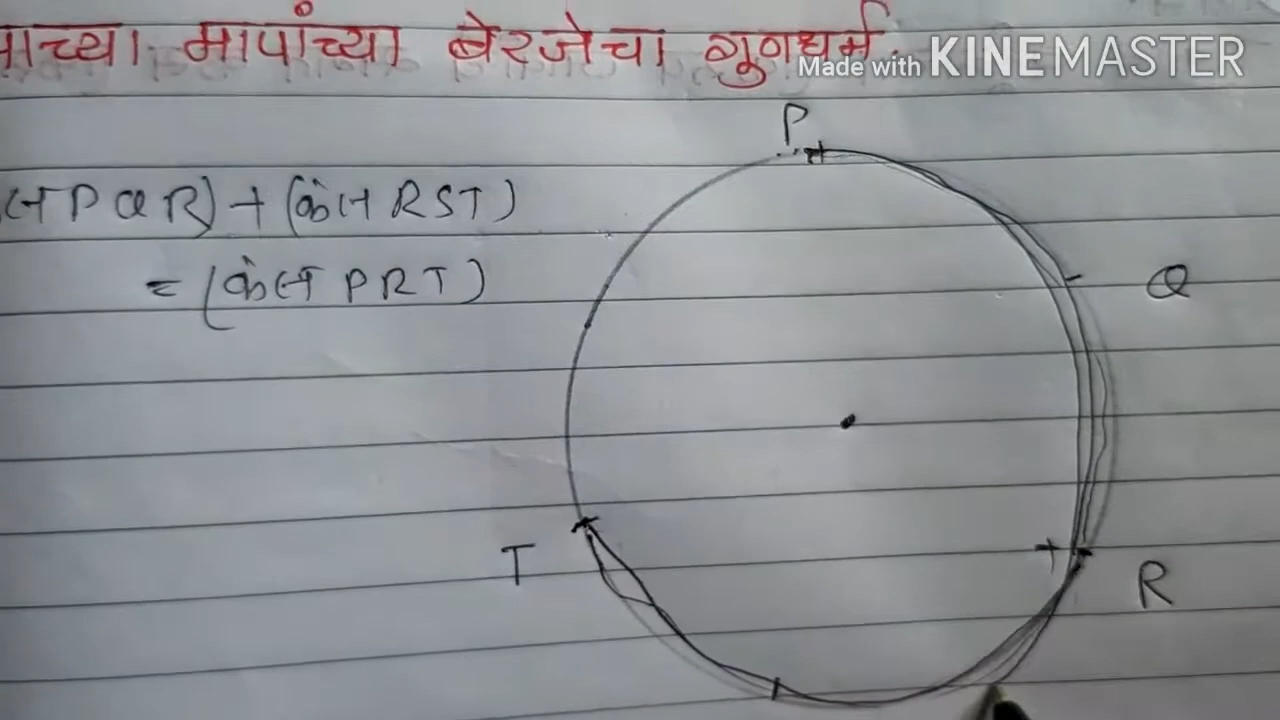 मापांच्या बेरजेचा गुणधर्म.
Made with KINEMASTER
P
PQR) + (कंस RST)
Q
= (कंस PRT)
T
R